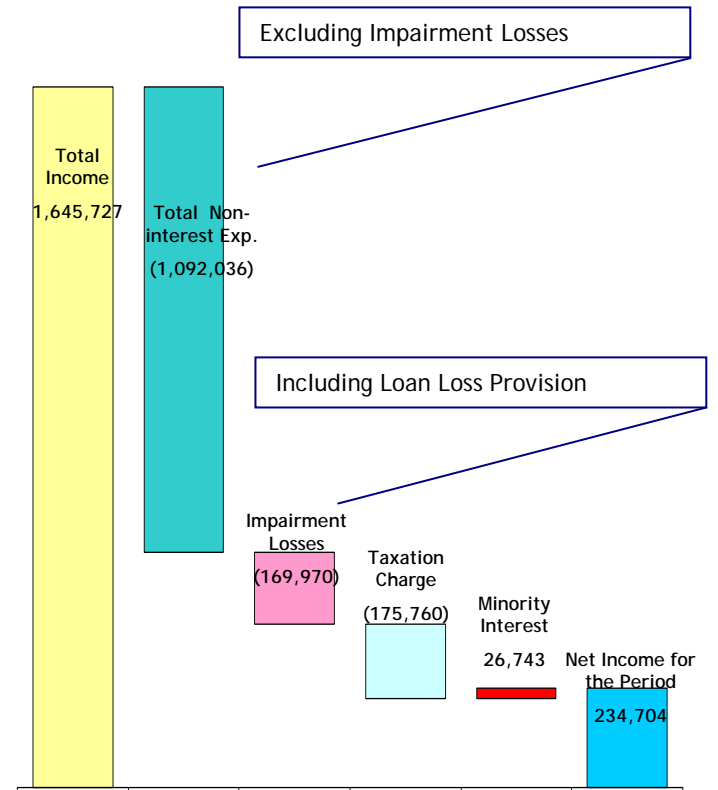 Excluding Impairment Losses
Total
Income
1,645,727
Total Non-
interest Exp.
(1,092,036)
Including Loan Loss Provision
Impairment
Losses
(169,970)
Taxation
Charge
(175,760)
Minority
Interest
26,743
Net Income for
the Period
234,704